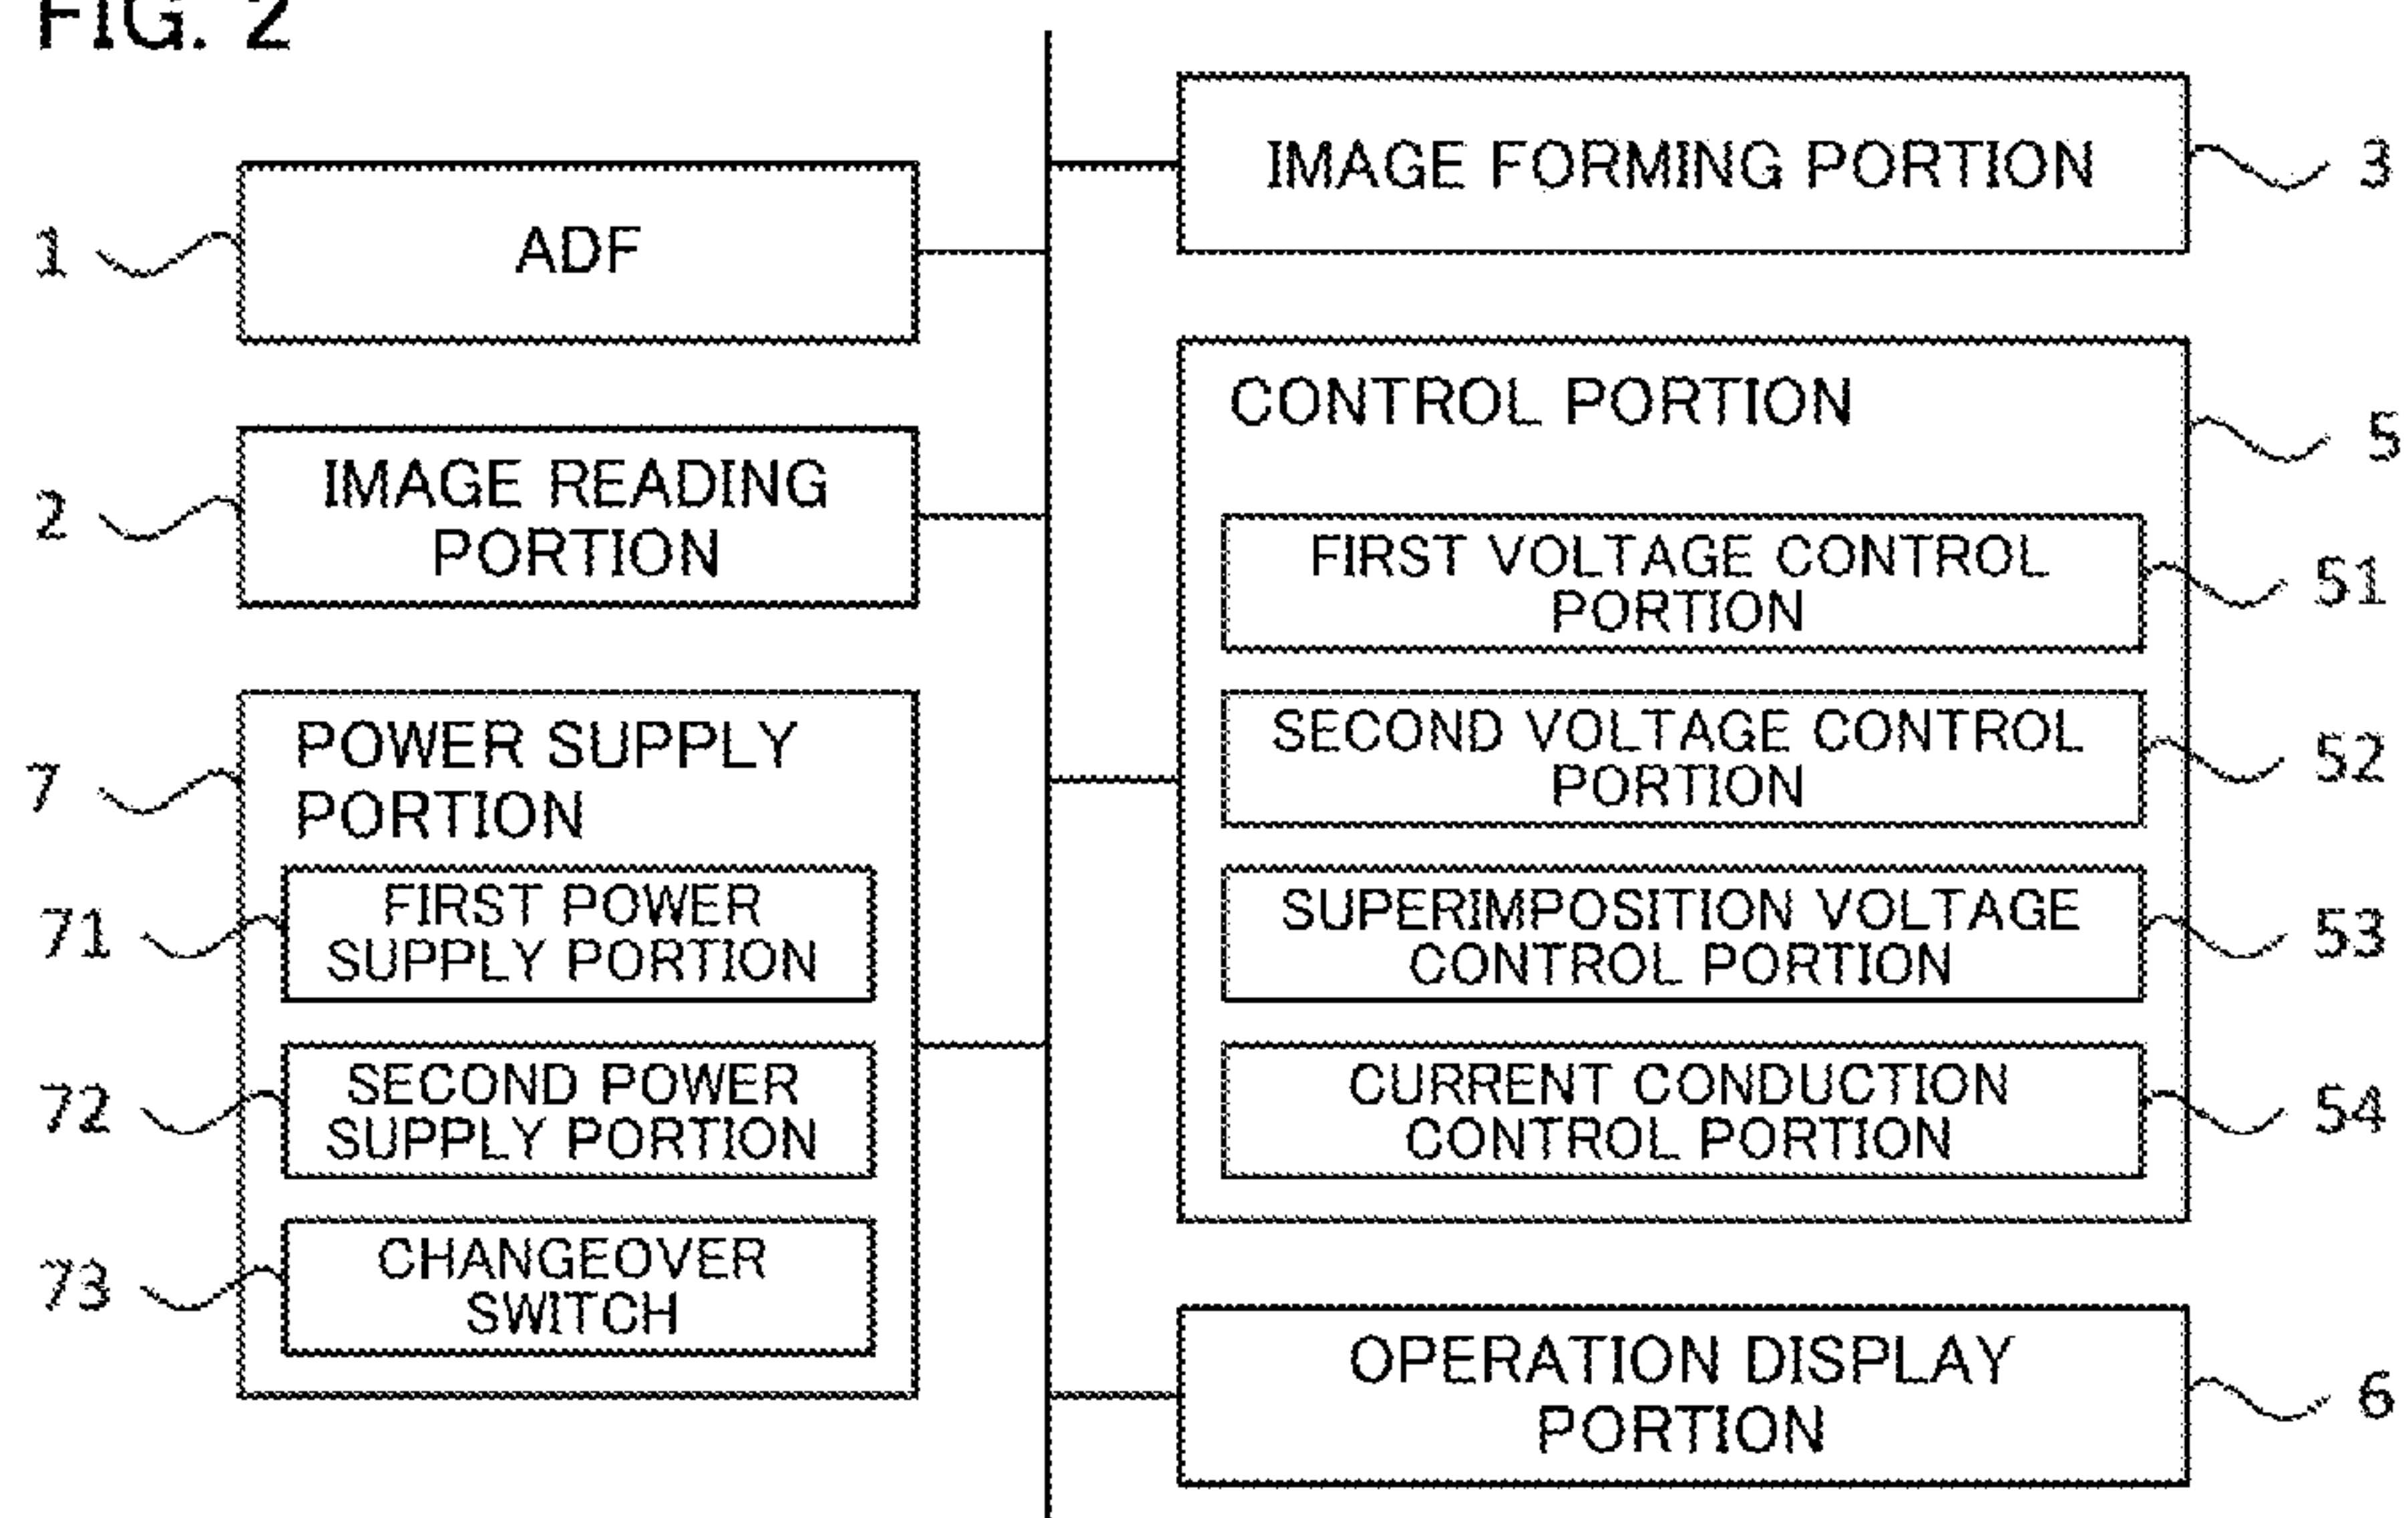 FIG. 2
1
ADF
2
IMAGE READING
PORTION
7
POWER SUPPLY
PORTION
71
FIRST POWER
SUPPLY PORTION
72
SECOND POWER
SUPPLY PORTION
73
CHANGEOVER
SWITCH
IMAGE FORMING PORTION
3
CONTROL PORTION
5
FIRST VOLTAGE CONTROL
PORTION
51
SECOND VOLTAGE CONTROL
PORTION
52
SUPERIMPOSITION VOLTAGE
CONTROL PORTION
53
CURRENT CONDUCTION
CONTROL PORTION
54
OPERATION DISPLAY
PORTION
6